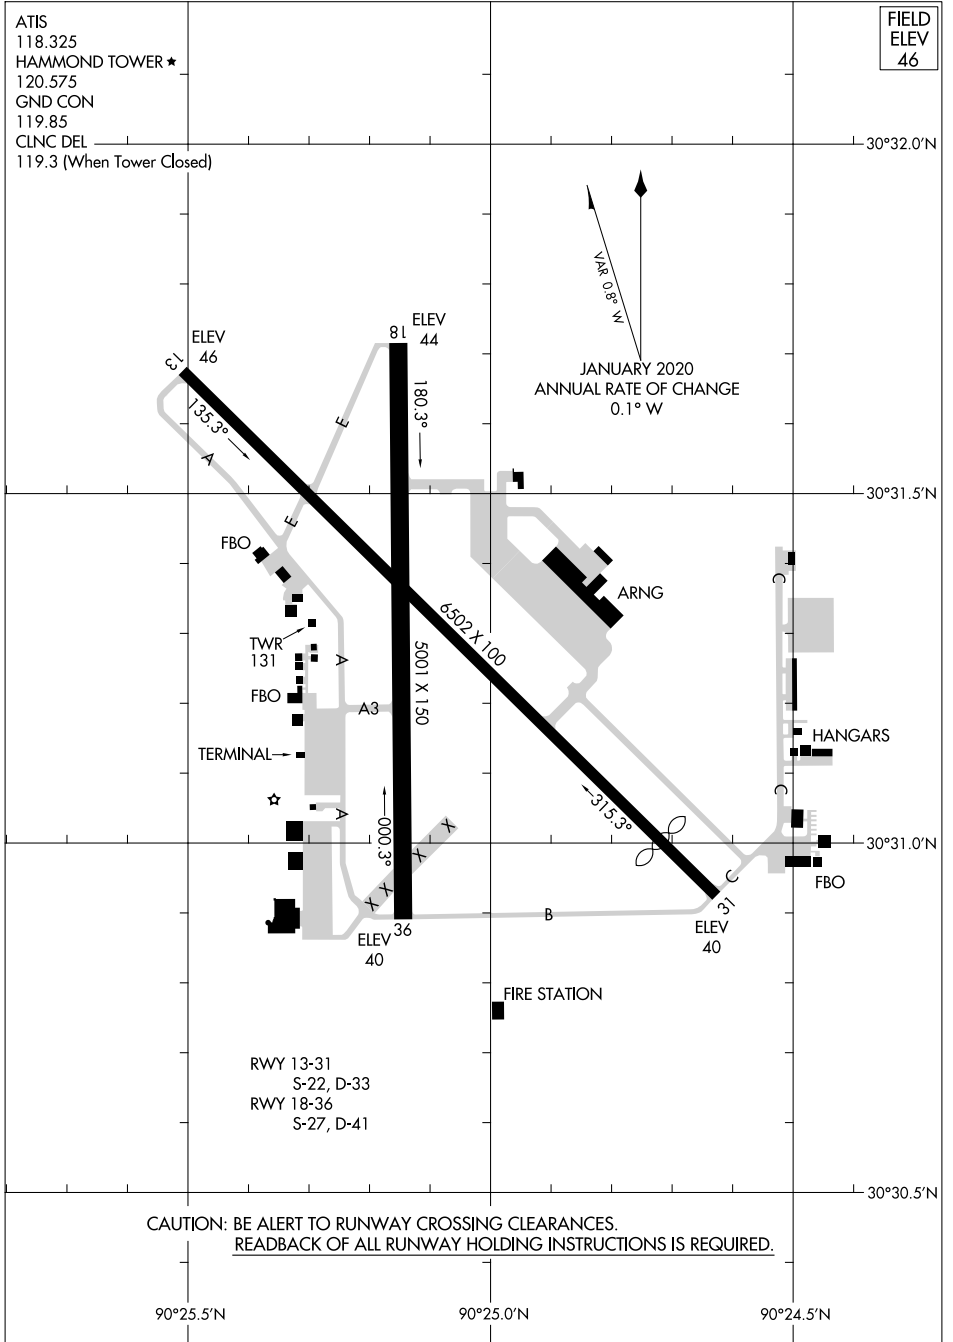 ATIS
118.325
HAMMOND TOWER ★
120.575
GND CON
119.85
CLNC DEL
119.3 (When Tower Closed)
FIELD
ELEV
46
30°32.0'N
VAR 0.8° W
JANUARY 2020
ANNUAL RATE OF CHANGE
0.1° W
ELEV
46
13
135.3°
18
ELEV
44
180.3°
E
A
E
30°31.5'N
FBO
ARNG
C
TWR
131
A
6502 X 100
5001 X 150
FBO
A3
TERMINAL
HANGARS
C
A
000.3°
315.3°
X
X
X
X
30°31.0'N
C
FBO
B
31
ELEV
40
36
ELEV
40
FIRE STATION
RWY 13-31
S-22, D-33
RWY 18-36
S-27, D-41
30°30.5'N
CAUTION: BE ALERT TO RUNWAY CROSSING CLEARANCES.
READBACK OF ALL RUNWAY HOLDING INSTRUCTIONS IS REQUIRED.
90°25.5'N
90°25.0'N
90°24.5'N